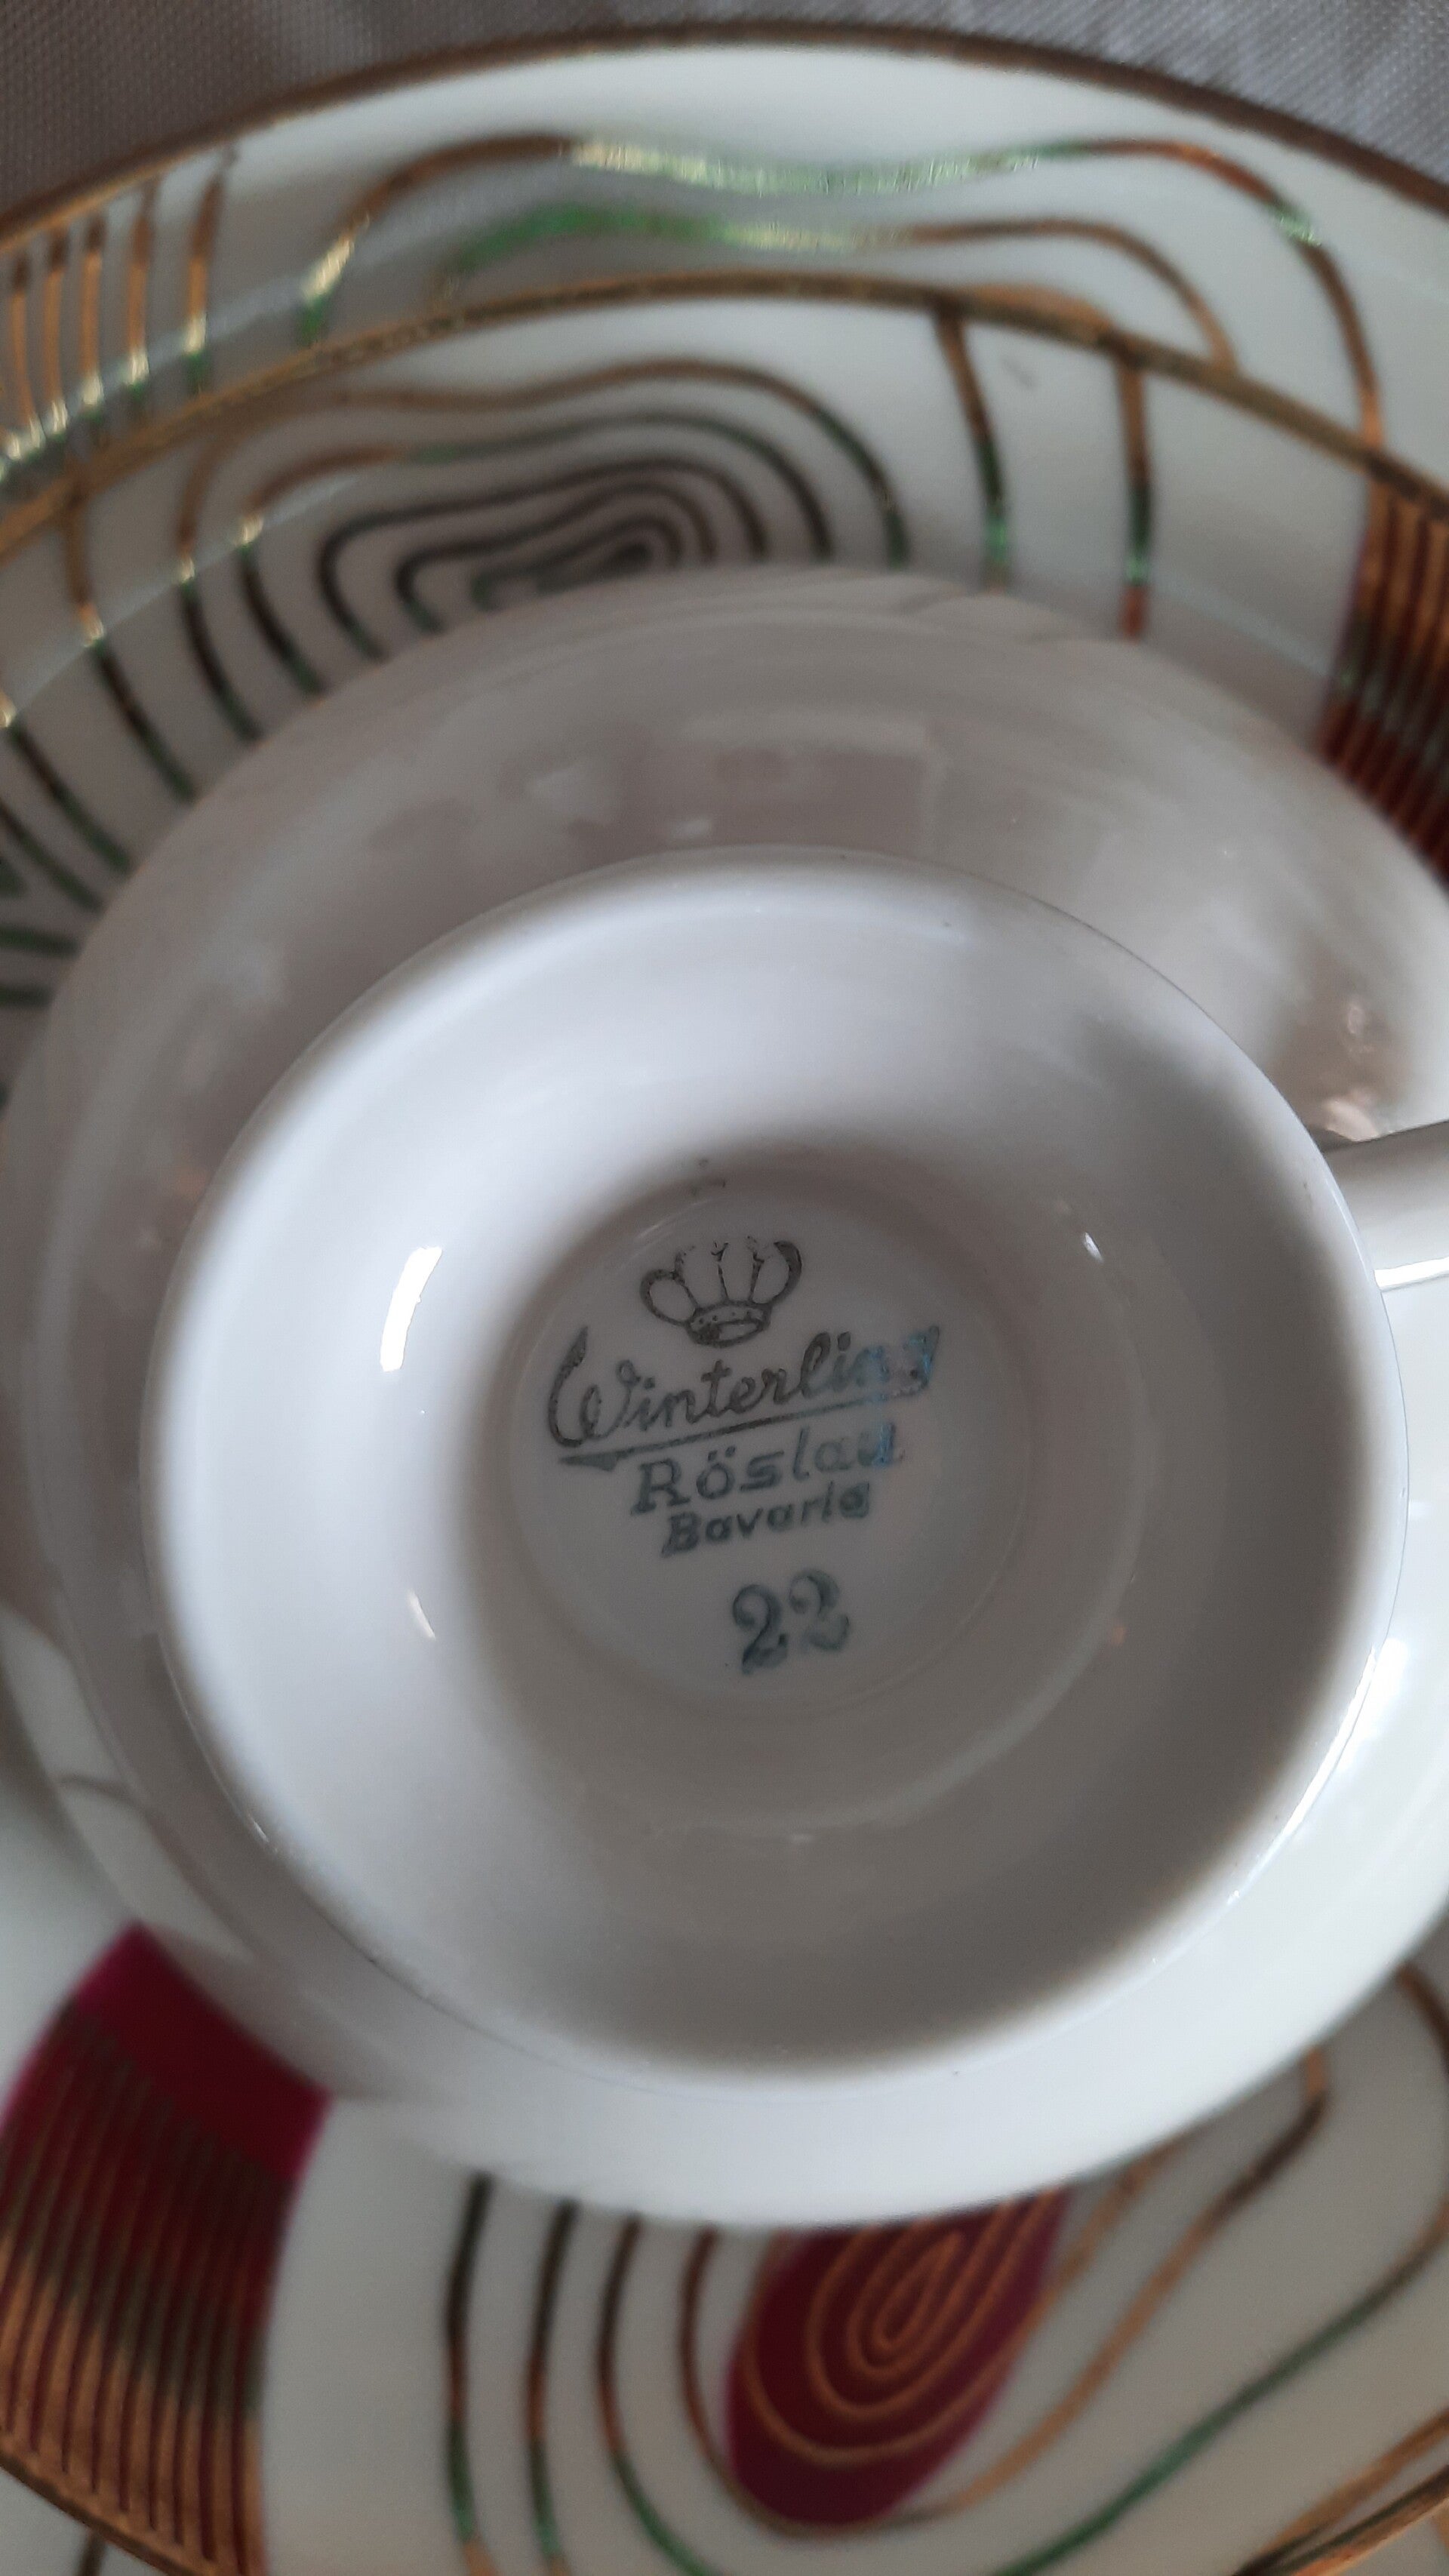 Winterling
Röslau
Bavaria
22